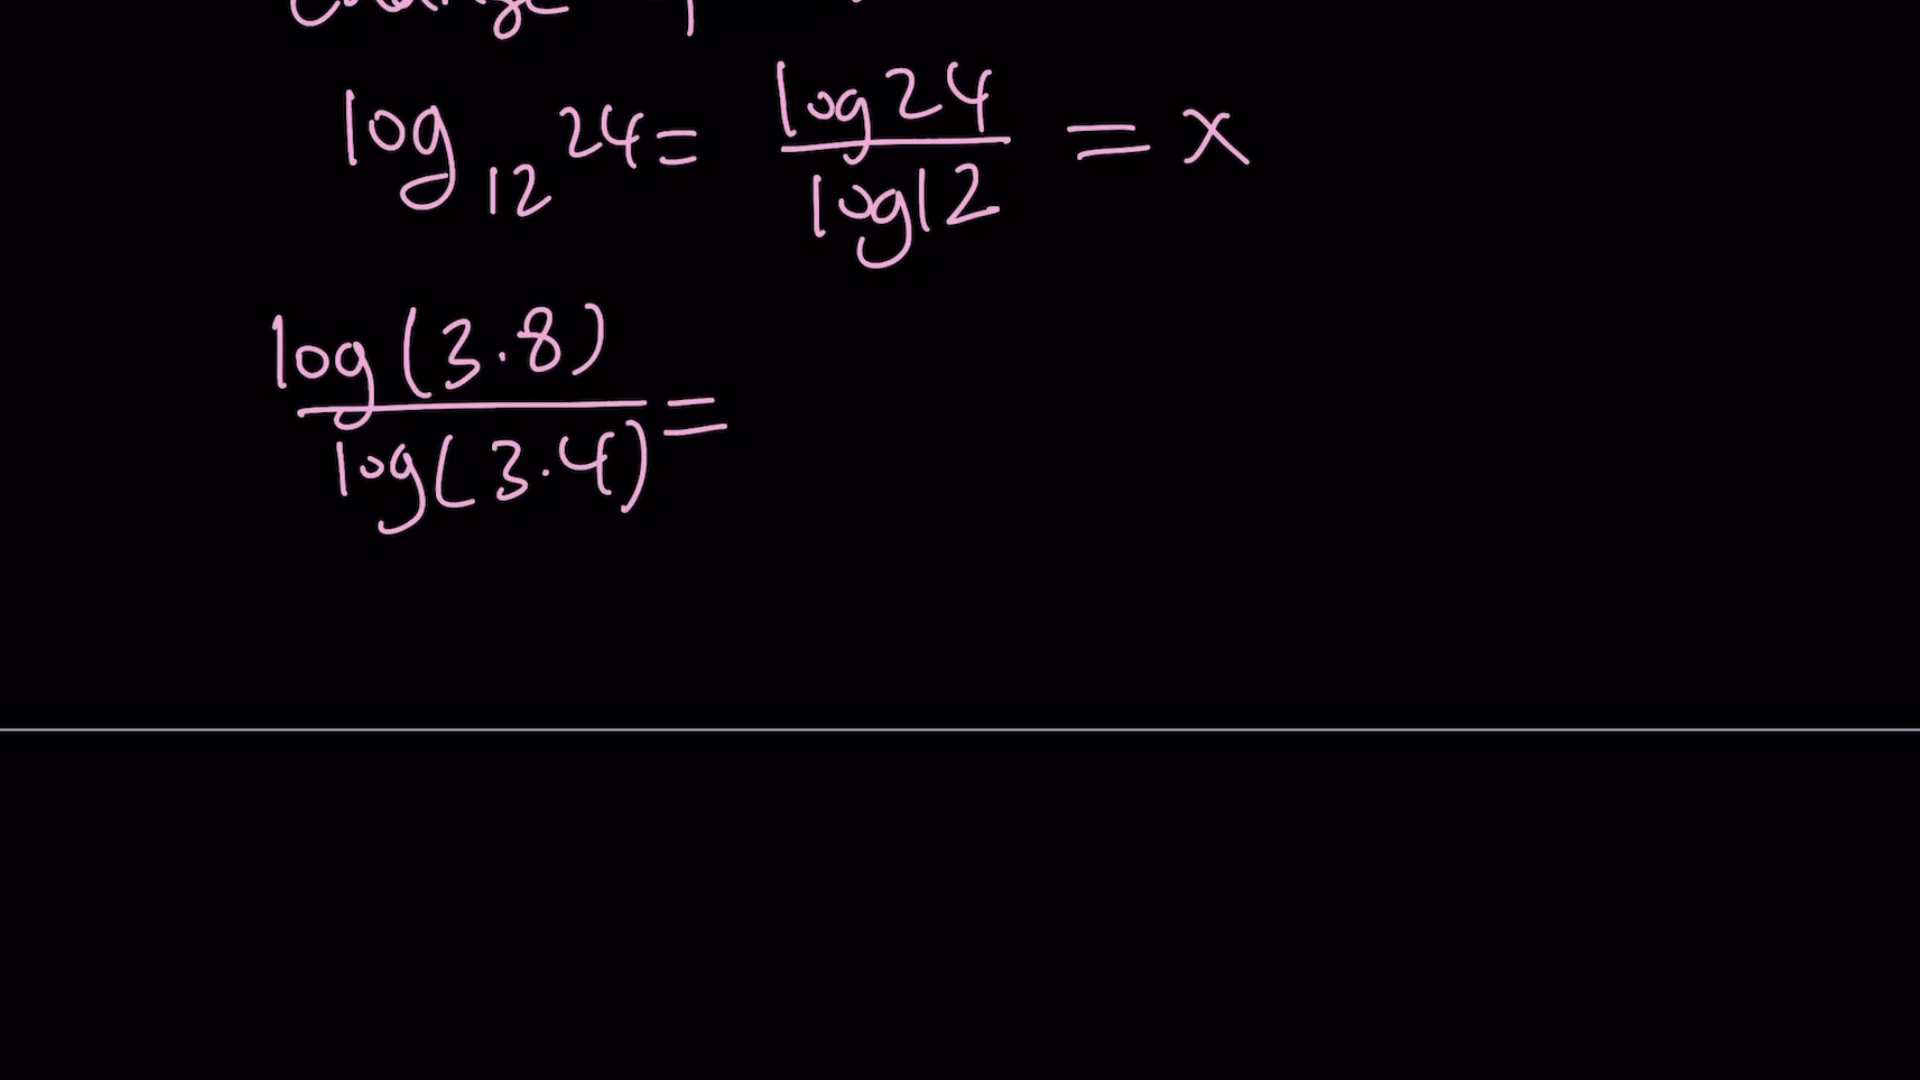 log₁₂ 24 = log 24 / log 12 = x
log (3.8) / log (3.4) =